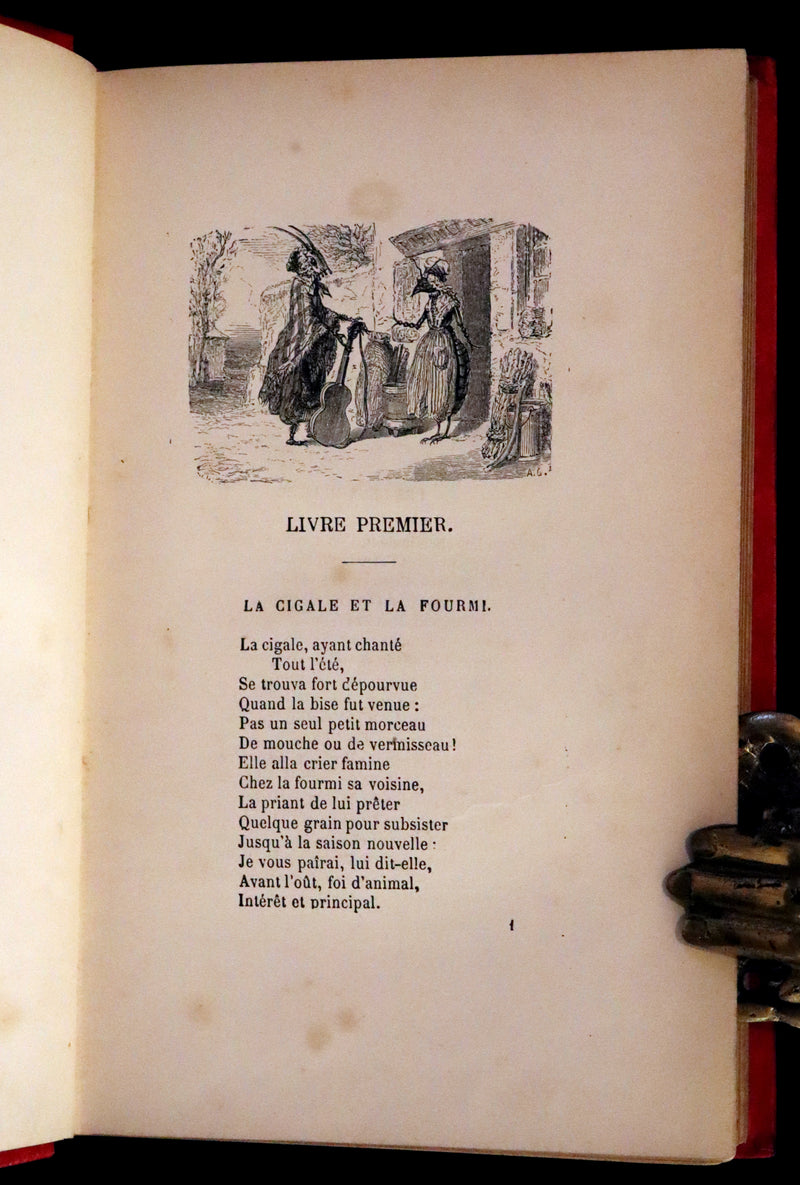 LIVRE PREMIER.
LA CIGALE ET LA FOURMI.
La cigale, ayant chanté
Tout l'été,
Se trouva fort dépourvue
Quand la bise fut venue :
Pas un seul petit morceau
De mouche ou de vermisseau !
Elle alla crier famine
Chez la fourmi sa voisine,
La priant de lui prêter
Quelque grain pour subsister
Jusqu'à la saison nouvelle :
Je vous paîrai, lui dit-elle,
Avant l'oût, foi d'animal,
Intérêt et principal.
1